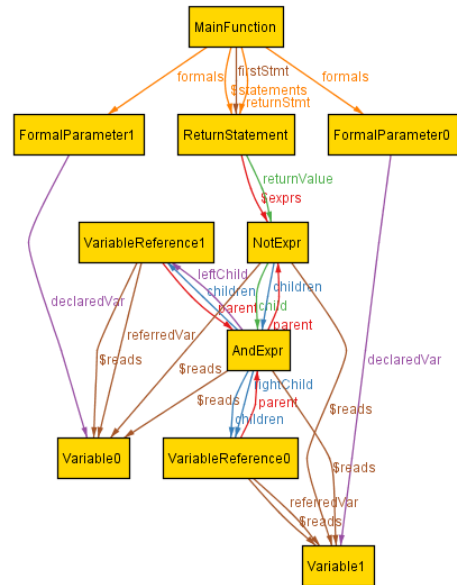 MainFunction
formals
firstStmt
$statements
returnStmt
formals
FormalParameter1
ReturnStatement
FormalParameter0
returnValue
$exprs
VariableReference1
NotExpr
leftChild
children
children
child
parent
parent
declaredVar
referredVar
AndExpr
declaredVar
$reads
$reads
rightChild
$reads
parent
children
$reads
Variable0
VariableReference0
$reads
referredVar
$reads
Variable1